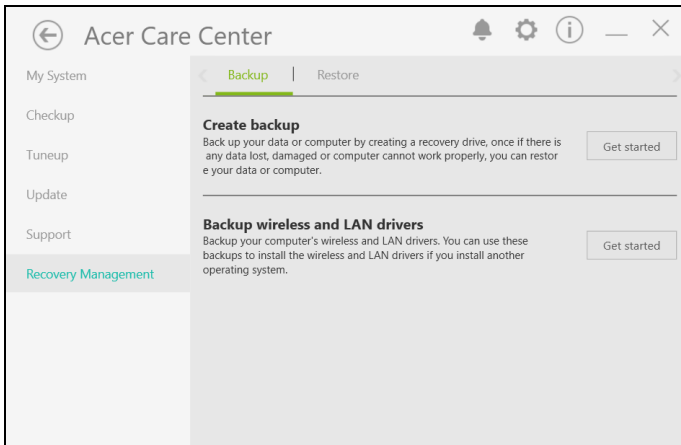 Acer Care Center
My System
Checkup
Tuneup
Update
Support
Recovery Management
Backup
Restore
Create backup
Back up your data or computer by creating a recovery drive, once if there is
any data lost, damaged or computer cannot work properly, you can restor
e your data or computer.
Get started
Backup wireless and LAN drivers
Backup your computer's wireless and LAN drivers. You can use these
backups to install the wireless and LAN drivers if you install another
operating system.
Get started